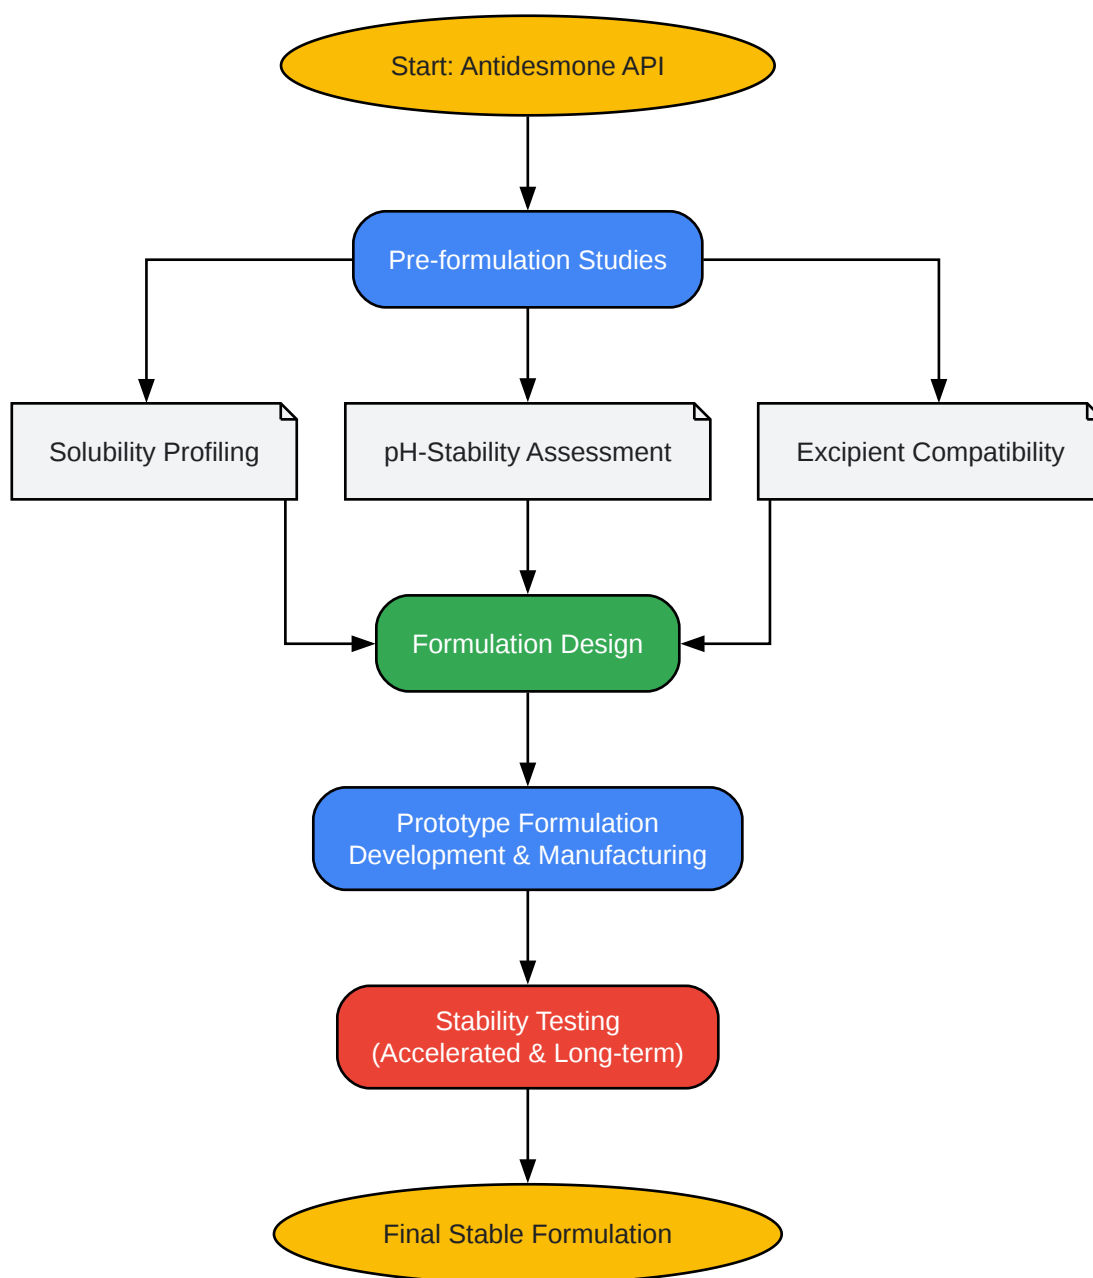 Start: Antidesmone API
Pre-formulation Studies
Solubility Profiling
pH-Stability Assessment
Excipient Compatibility
Formulation Design
Prototype Formulation
Development & Manufacturing
Stability Testing
(Accelerated & Long-term)
Final Stable Formulation